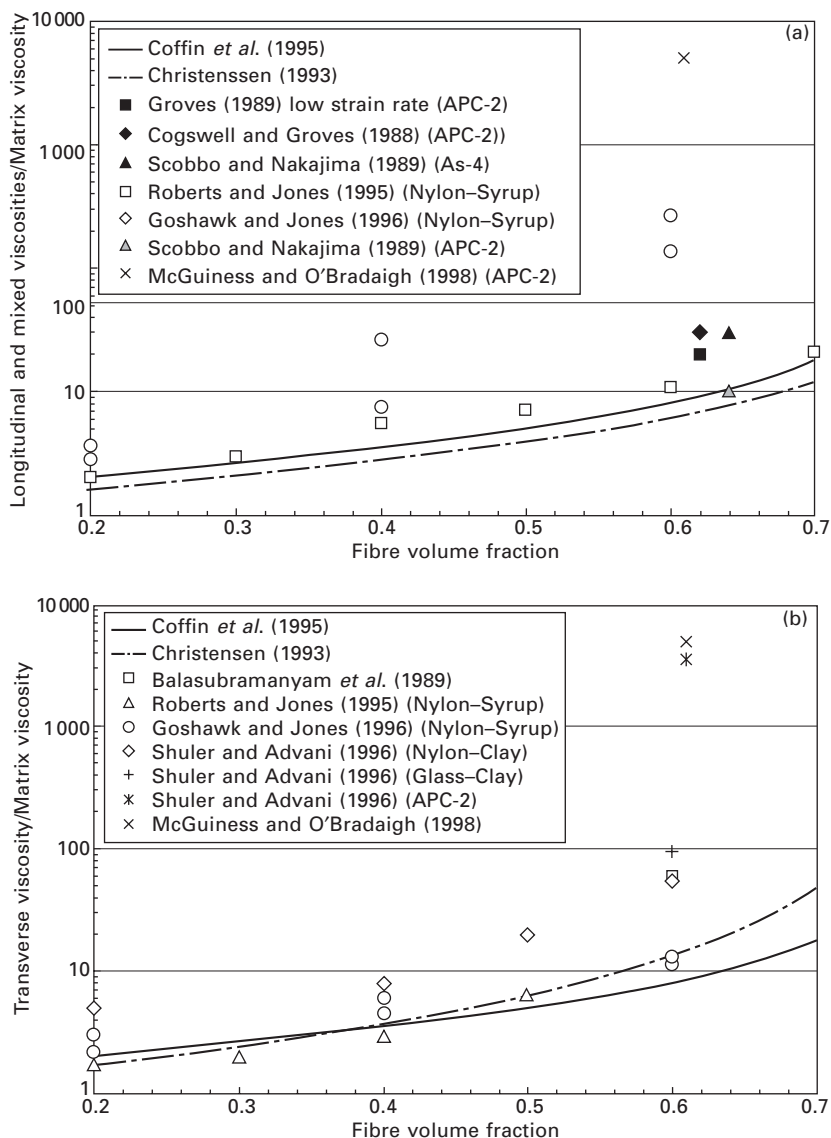 (a)
Longitudinal and mixed viscosities/Matrix viscosity
10 000
1 000
100
10
1
Coffin et al. (1995)
Christenssen (1993)
Groves (1989) low strain rate (APC-2)
Cogswell and Groves (1988) (APC-2))
Scobbo and Nakajima (1989) (As-4)
Roberts and Jones (1995) (Nylon–Syrup)
Goshawk and Jones (1996) (Nylon–Syrup)
Scobbo and Nakajima (1989) (APC-2)
McGuiness and O'Bradaigh (1998) (APC-2)
0.2 0.3 0.4 0.5 0.6 0.7
Fibre volume fraction
(b)
Transverse viscosity/Matrix viscosity
10 000
1 000
100
10
1
Coffin et al. (1995)
Christensen (1993)
Balasubramanyam et al. (1989)
Roberts and Jones (1995) (Nylon–Syrup)
Goshawk and Jones (1996) (Nylon–Syrup)
Shuler and Advani (1996) (Nylon–Clay)
Shuler and Advani (1996) (Glass–Clay)
Shuler and Advani (1996) (APC-2)
McGuiness and O'Bradaigh (1998)
0.2 0.3 0.4 0.5 0.6 0.7
Fibre volume fraction